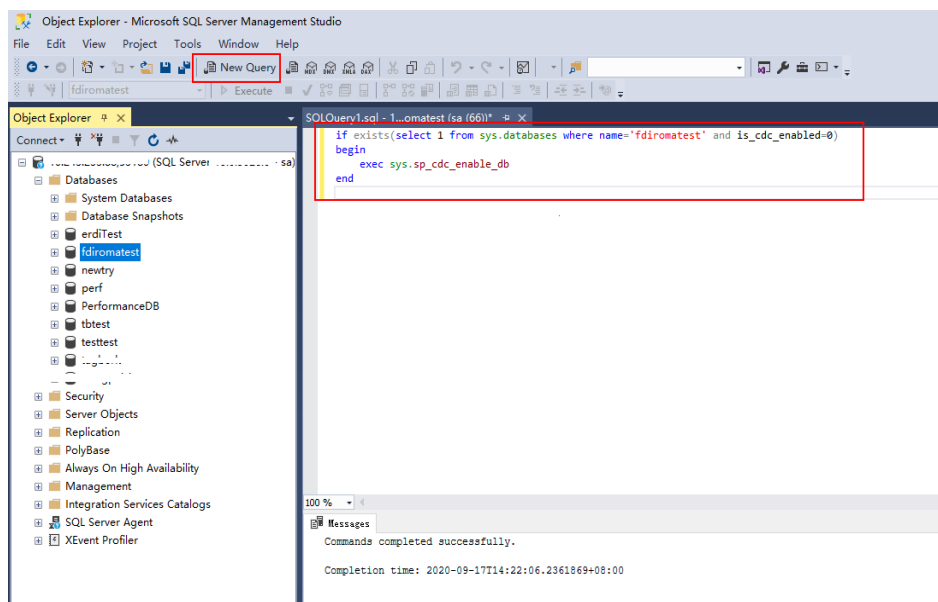 Object Explorer - Microsoft SQL Server Management Studio
File Edit View Project Tools Window Help
New Query MDX DMX XMLA DAX
fdiromatest Execute
Object Explorer
SQLQuery1.sql - 1...omatest (sa (66))*
Connect
(SQL Server - sa)
Databases
System Databases
Database Snapshots
erdiTest
fdiromatest
newtry
perf
PerformanceDB
tbtest
testtest
Security
Server Objects
Replication
PolyBase
Always On High Availability
Management
Integration Services Catalogs
SQL Server Agent
XEvent Profiler
if exists(select 1 from sys.databases where name='fdiromatest' and is_cdc_enabled=0)
begin
exec sys.sp_cdc_enable_db
end
100 %
Messages
Commands completed successfully.
Completion time: 2020-09-17T14:22:06.2361869+08:00